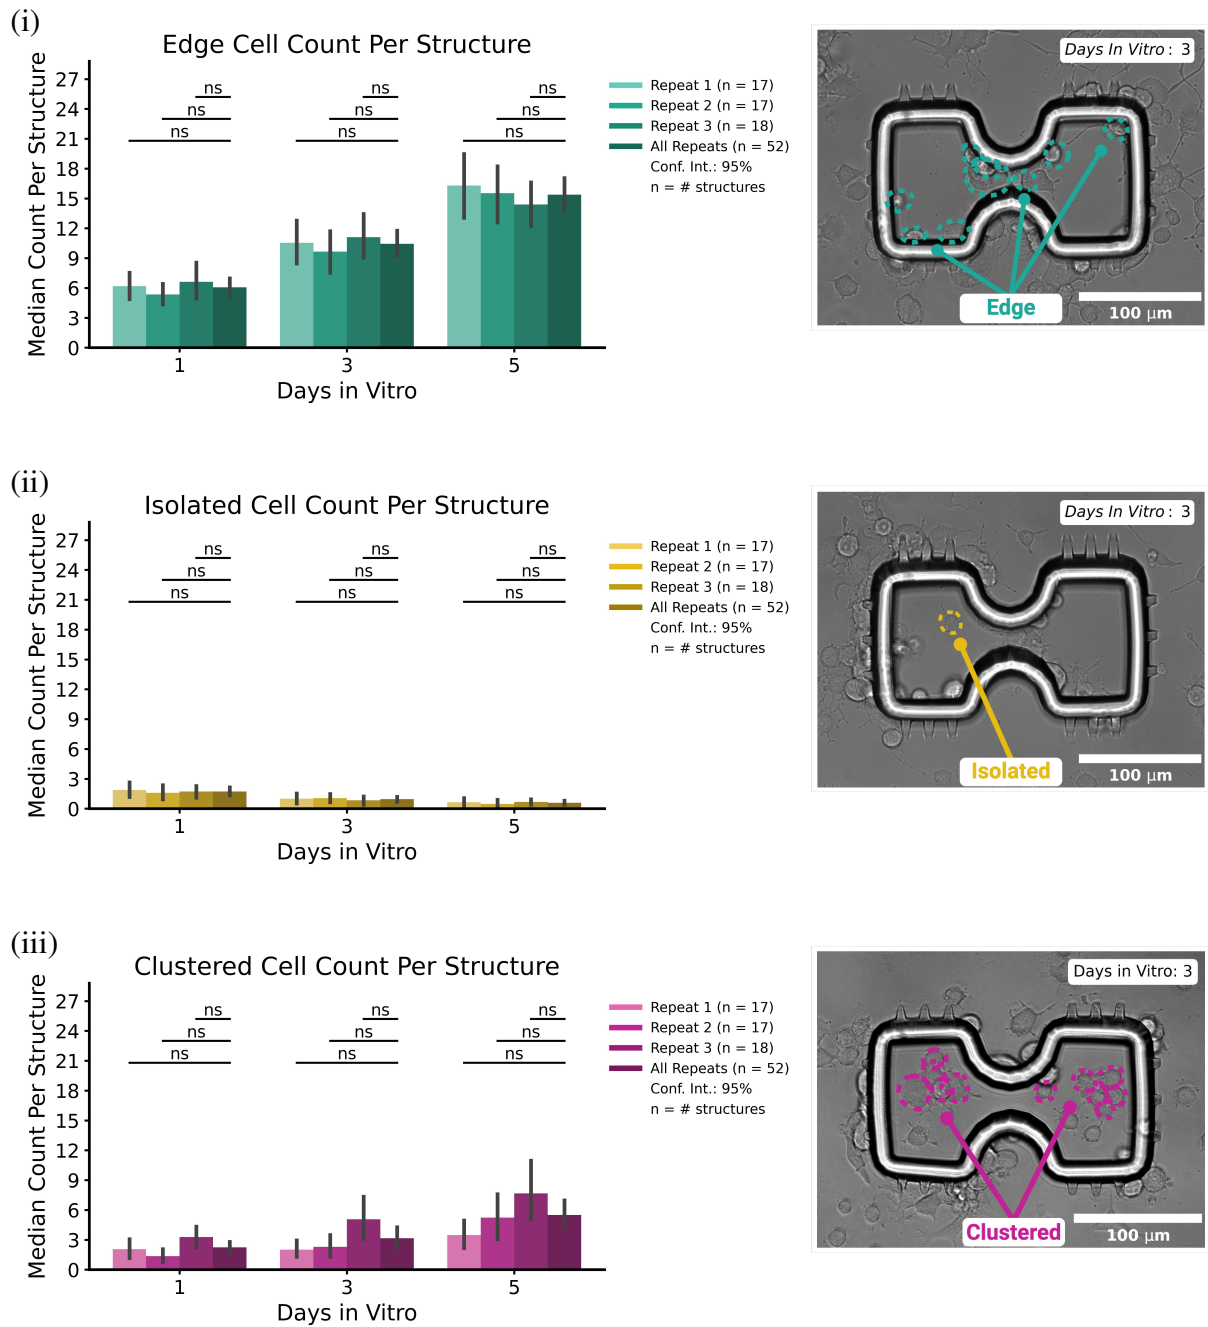 (i)
Edge Cell Count Per Structure
Median Count Per Structure
27
24
21
18
15
12
9
6
3
0
ns
ns
ns
ns
ns
ns
ns
ns
ns
1
3
5
Days in Vitro
Repeat 1 (n = 17)
Repeat 2 (n = 17)
Repeat 3 (n = 18)
All Repeats (n = 52)
Conf. Int.: 95%
n = # structures
Days In Vitro : 3
Edge
100 μm
(ii)
Isolated Cell Count Per Structure
Median Count Per Structure
27
24
21
18
15
12
9
6
3
0
ns
ns
ns
ns
ns
ns
ns
ns
ns
1
3
5
Days in Vitro
Repeat 1 (n = 17)
Repeat 2 (n = 17)
Repeat 3 (n = 18)
All Repeats (n = 52)
Conf. Int.: 95%
n = # structures
Days In Vitro : 3
Isolated
100 μm
(iii)
Clustered Cell Count Per Structure
Median Count Per Structure
27
24
21
18
15
12
9
6
3
0
ns
ns
ns
ns
ns
ns
ns
ns
ns
1
3
5
Days in Vitro
Repeat 1 (n = 17)
Repeat 2 (n = 17)
Repeat 3 (n = 18)
All Repeats (n = 52)
Conf. Int.: 95%
n = # structures
Days in Vitro: 3
Clustered
100 μm